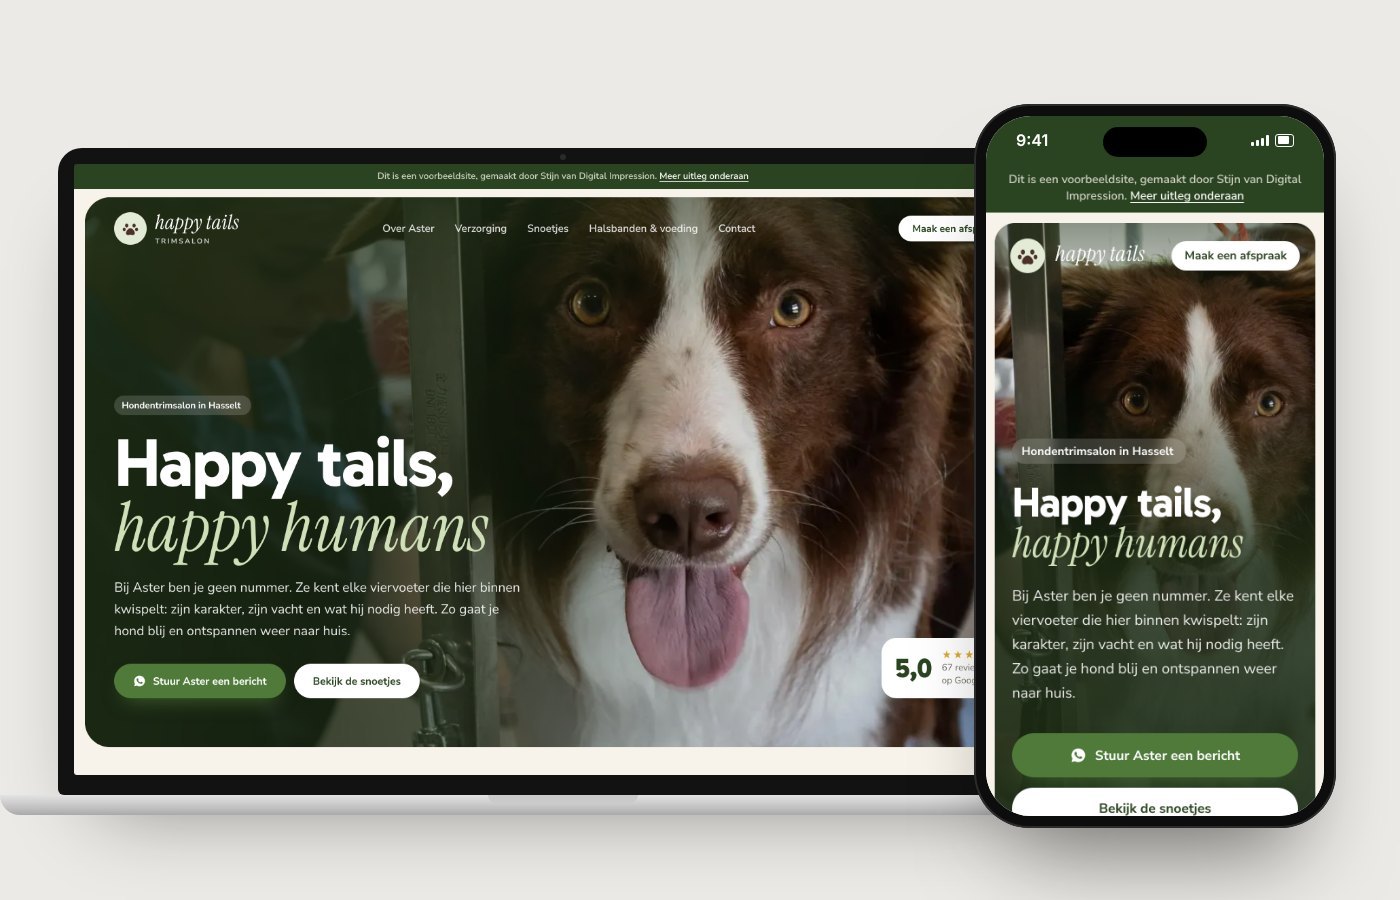 Dit is een voorbeeldsite, gemaakt door Stijn van Digital Impression. Meer uitleg onderaan
happy tails
TRIMSALON
Over Aster Verzorging Snoetjes Halsbanden & voeding Contact
Maak een
Hondentrimsalon in Hasselt
Happy tails,
happy humans
Bij Aster ben je geen nummer. Ze kent elke viervoeter die hier binnen
kwispelt: zijn karakter, zijn vacht en wat hij nodig heeft. Zo gaat je
hond blij en ontspannen weer naar huis.
Stuur Aster een bericht
Bekijk de snoetjes
5,0
67
op
9:41
Dit is een voorbeeldsite, gemaakt door Stijn van Digital
Impression. Meer uitleg onderaan
happy tails
Maak een afspraak
Hondentrimsalon in Hasselt
Happy tails,
happy humans
Bij Aster ben je geen nummer. Ze kent elke
viervoeter die hier binnen kwispelt: zijn
karakter, zijn vacht en wat hij nodig heeft.
Zo gaat je hond blij en ontspannen weer
naar huis.
Stuur Aster een bericht
Bekijk de snoetjes